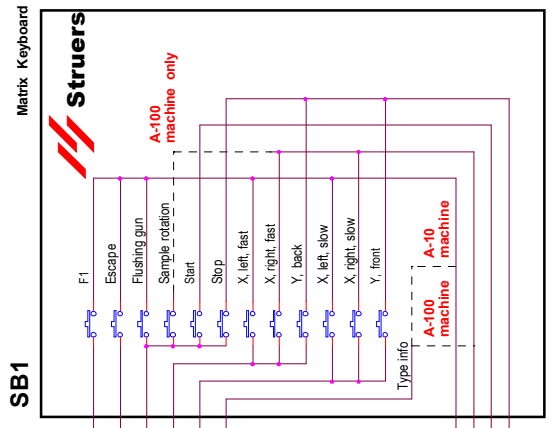 Matrix Keyboard
SB1
Struers
A-100
machine only
F1
Escape
Flushing gun
Sample rotation
Start
Stop
X, left, fast
X, right, fast
Y, back
X, left, slow
X, right, slow
Y, front
Type info
A-100
machine
A-10
machine